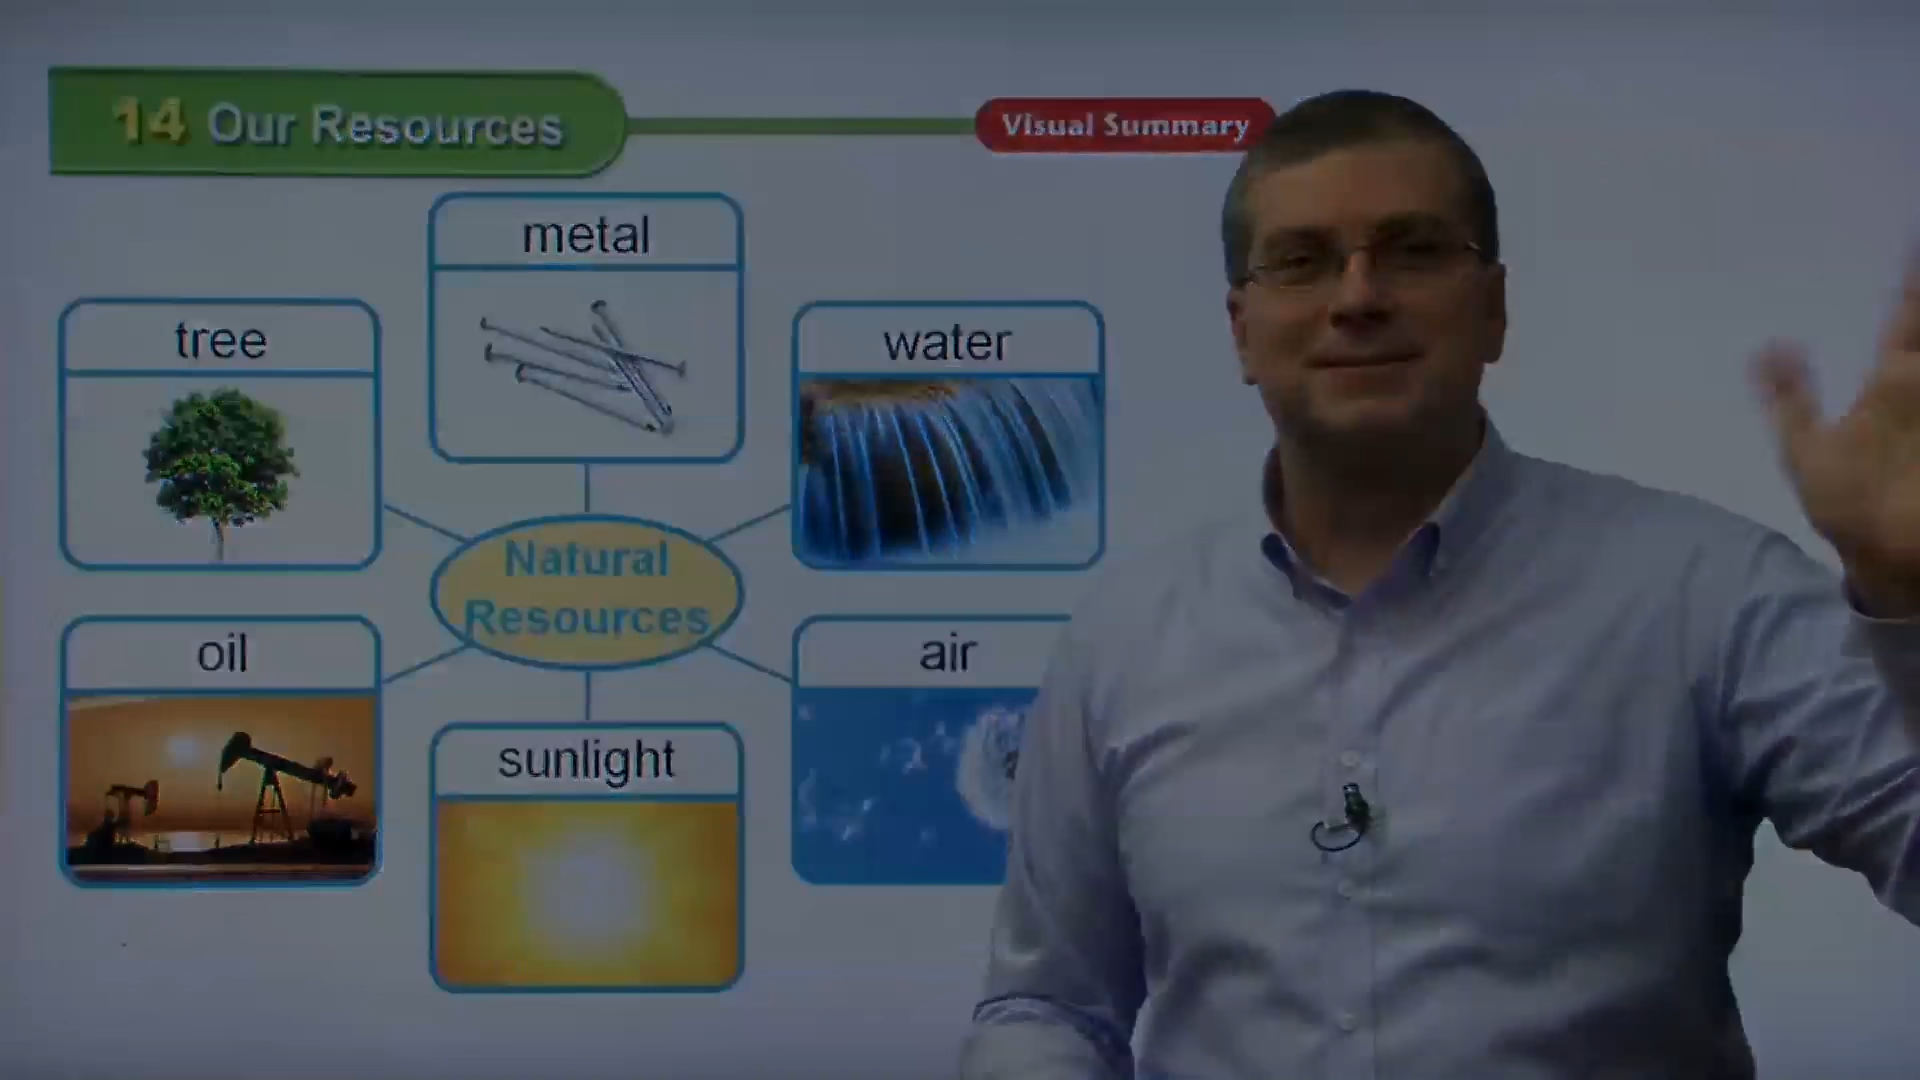 14 Our Resources
Visual Summary
metal
tree
water
Natural
Resources
oil
air
sunlight